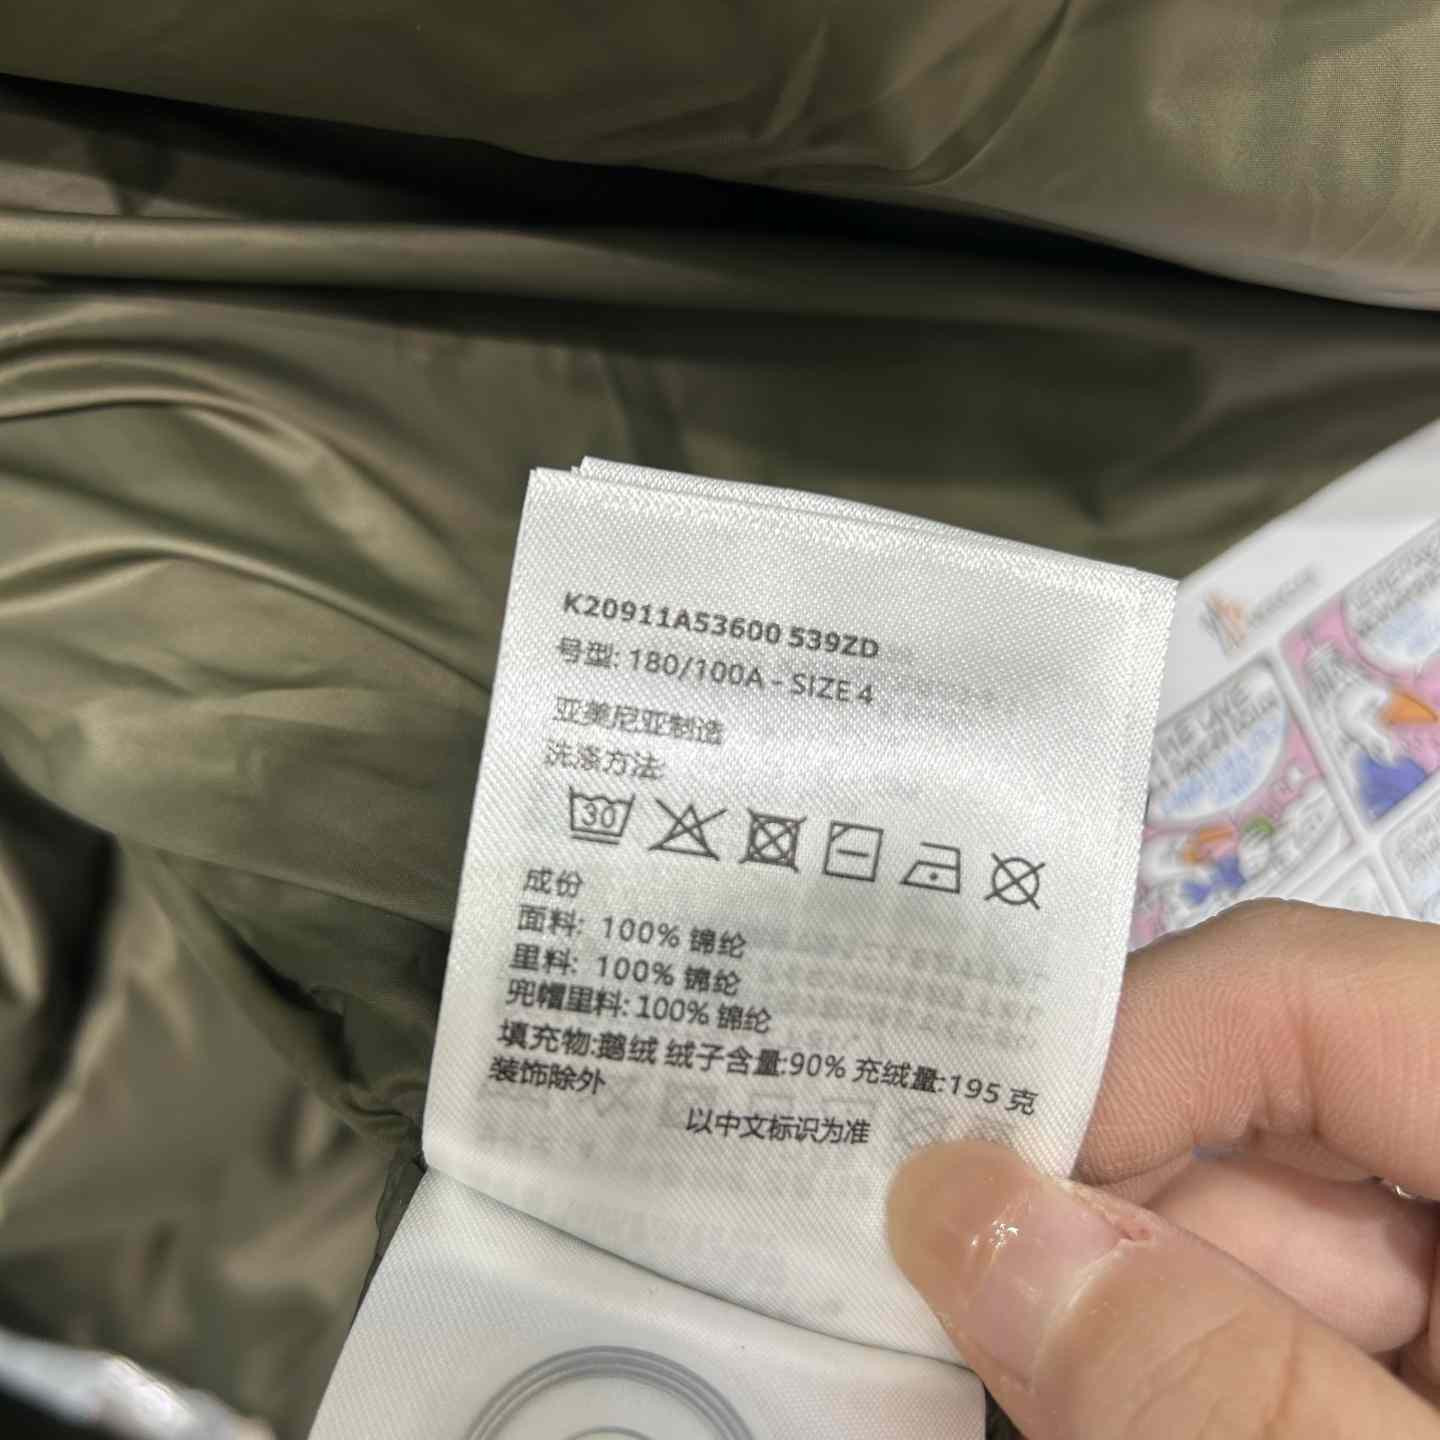 K20911A53600 539ZD
号型: 180/100A - SIZE 4
亚美尼亚制造
洗涤方法:
30
成份
面料: 100% 锦纶
里料: 100% 锦纶
兜帽里料: 100% 锦纶
填充物:鹅绒 绒子含量:90% 充绒量:195 克
装饰除外
以中文标识为准